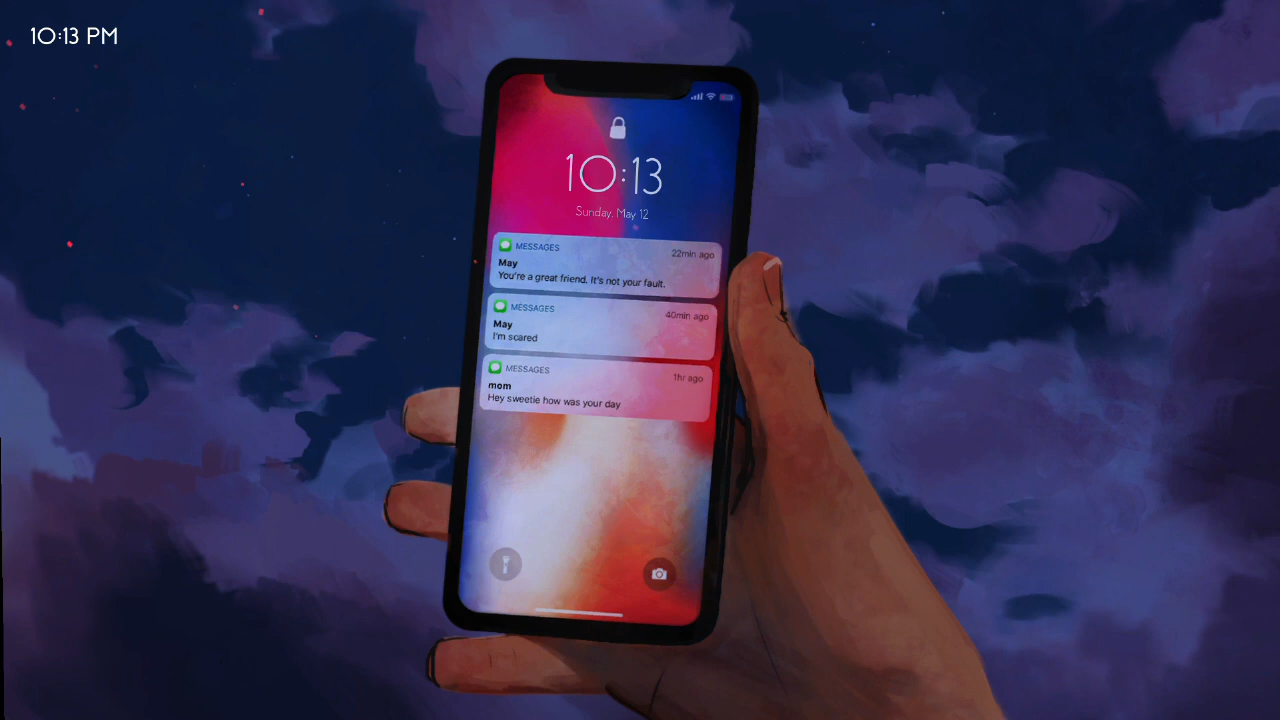 10:13 PM
10:13
Sunday, May 12
MESSAGES
22min ago
May
You're a great friend. It's not your fault.
MESSAGES
40min ago
May
I'm scared
MESSAGES
1hr ago
mom
Hey sweetie how was your day